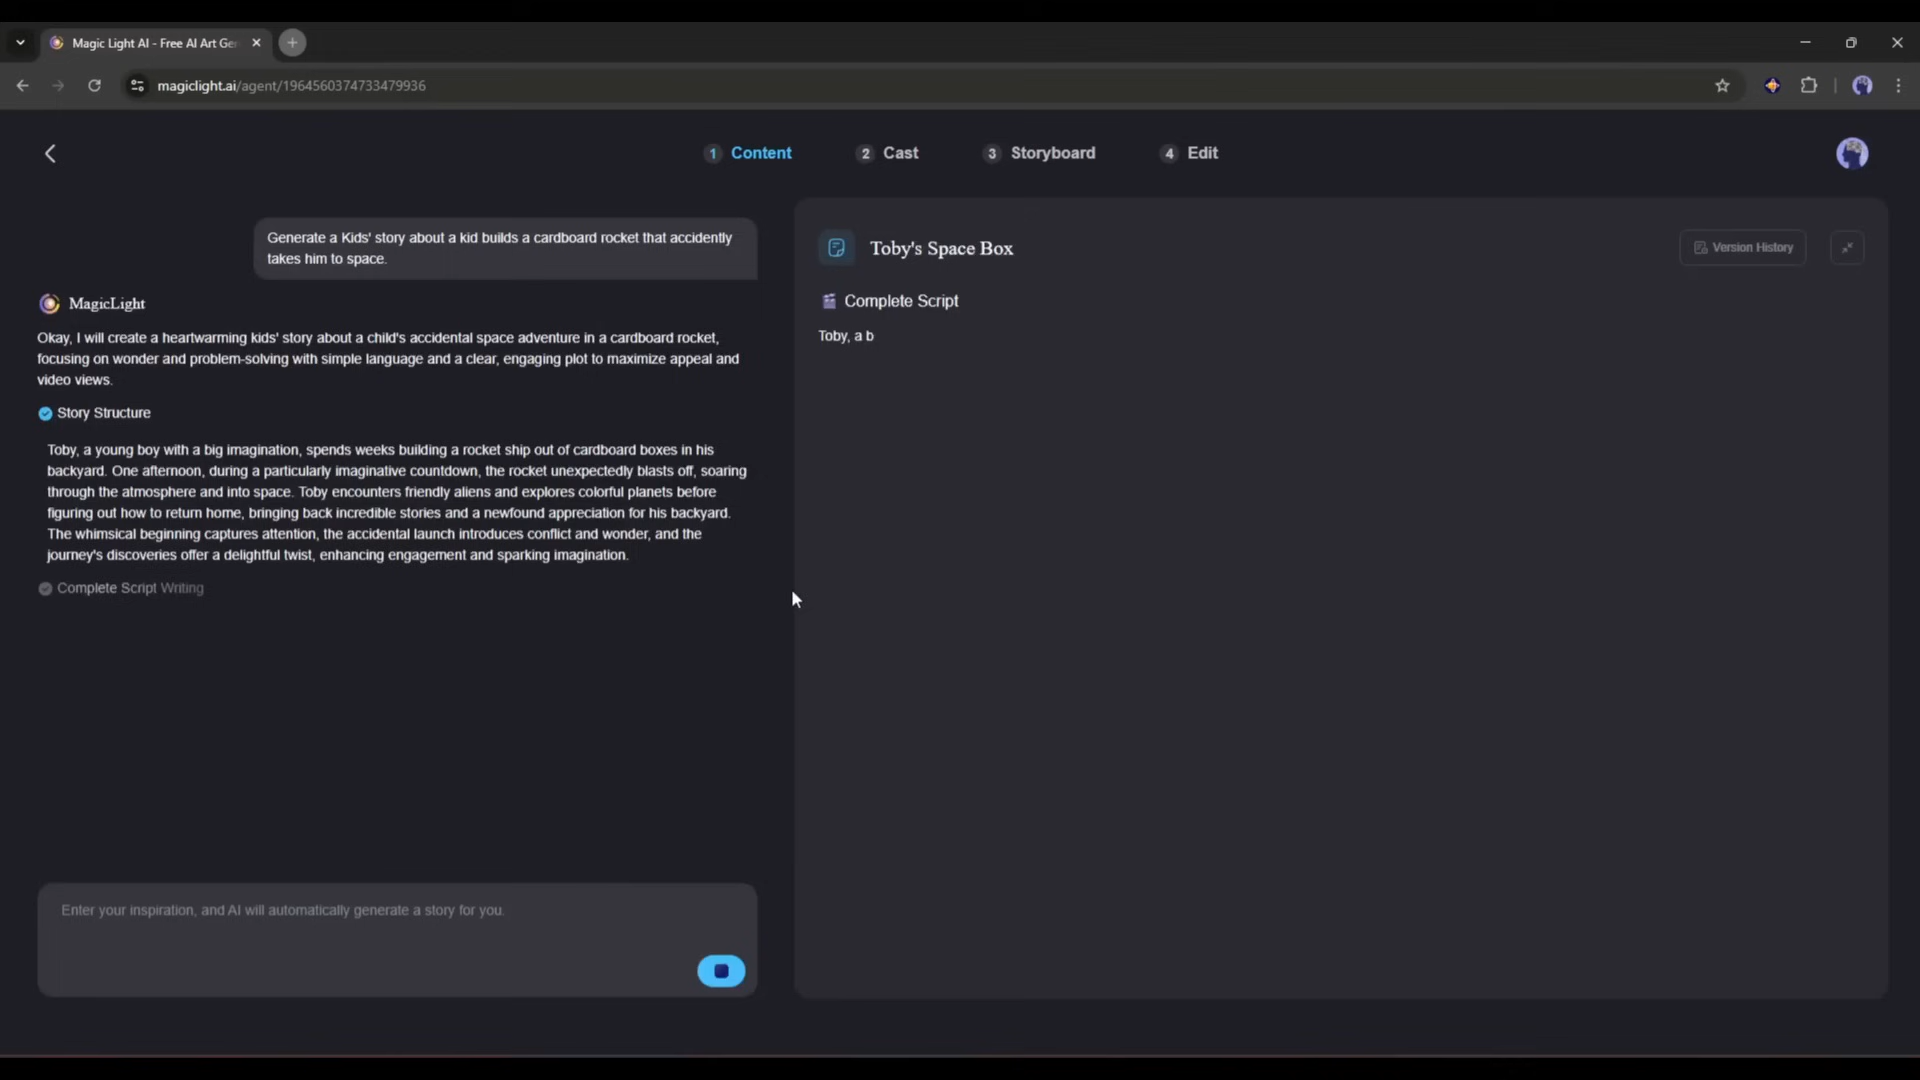 Magic Light AI - Free AI Art Ge
magiclight.ai/agent/1964560374733479936
1 Content
2 Cast
3 Storyboard
4 Edit
Generate a Kids' story about a kid builds a cardboard rocket that accidently
takes him to space.
MagicLight
Okay, I will create a heartwarming kids' story about a child's accidental space adventure in a cardboard rocket,
focusing on wonder and problem-solving with simple language and a clear, engaging plot to maximize appeal and
video views.
Story Structure
Toby, a young boy with a big imagination, spends weeks building a rocket ship out of cardboard boxes in his
backyard. One afternoon, during a particularly imaginative countdown, the rocket unexpectedly blasts off, soaring
through the atmosphere and into space. Toby encounters friendly aliens and explores colorful planets before
figuring out how to return home, bringing back incredible stories and a newfound appreciation for his backyard.
The whimsical beginning captures attention, the accidental launch introduces conflict and wonder, and the
journey's discoveries offer a delightful twist, enhancing engagement and sparking imagination.
Complete Script Writing
Enter your inspiration, and AI will automatically generate a story for you.
Toby's Space Box
Version History
Complete Script
Toby, a b